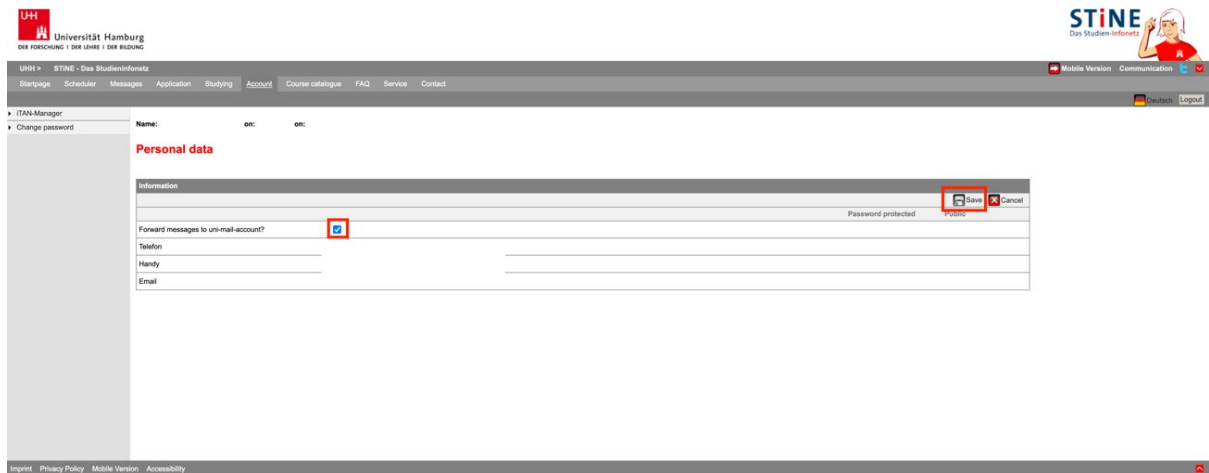 UHH
Universität Hamburg
DER FORSCHUNG | DER LEHRE | DER BILDUNG
STiNE
Das Studien-Infonetz
UHH > STiNE - Das Studieninfonetz
Mobile Version Communication
Startpage Scheduler Messages Application Studying Account Course catalogue FAQ Service Contact
Deutsch Logout
iTAN-Manager
Change password
Name: on: on:
Personal data
Information
Save Cancel
Password protected Public
Forward messages to uni-mail-account?
Telefon
Handy
Email
Imprint Privacy Policy Mobile Version Accessibility